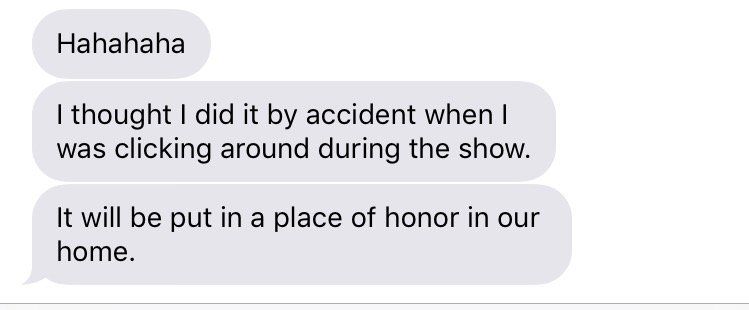 Hahahaha
I thought I did it by accident when I
was clicking around during the show.
It will be put in a place of honor in our
home.